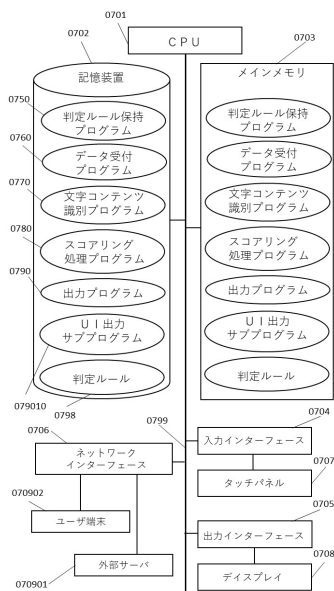 0701
CPU
0702
0703
記憶装置
メインメモリ
0750
判定ルール保持
プログラム
判定ルール保持
プログラム
0760
データ受付
プログラム
データ受付
プログラム
0770
文字コンテンツ
識別プログラム
文字コンテンツ
識別プログラム
0780
スコアリング
処理プログラム
スコアリング
処理プログラム
0790
出力プログラム
出力プログラム
UI出力
サブプログラム
UI出力
サブプログラム
079010
判定ルール
判定ルール
0798
0799
0704
0706
入力インターフェース
ネットワーク
インターフェース
0707
タッチパネル
070902
0705
ユーザ端末
出力インターフェース
0708
外部サーバ
デイスプレイ
070901